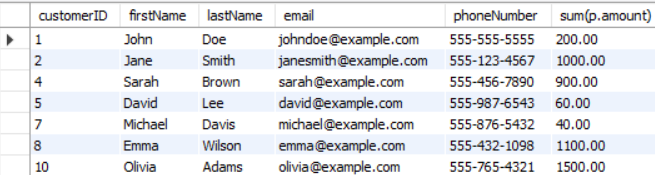 customerID firstName lastName email phoneNumber sum(p.amount)
1 John Doe johndoe@example.com 555-555-5555 200.00
2 Jane Smith janesmith@example.com 555-123-4567 1000.00
4 Sarah Brown sarah@example.com 555-456-7890 900.00
5 David Lee david@example.com 555-987-6543 60.00
7 Michael Davis michael@example.com 555-876-5432 40.00
8 Emma Wilson emma@example.com 555-432-1098 1100.00
10 Olivia Adams olivia@example.com 555-765-4321 1500.00